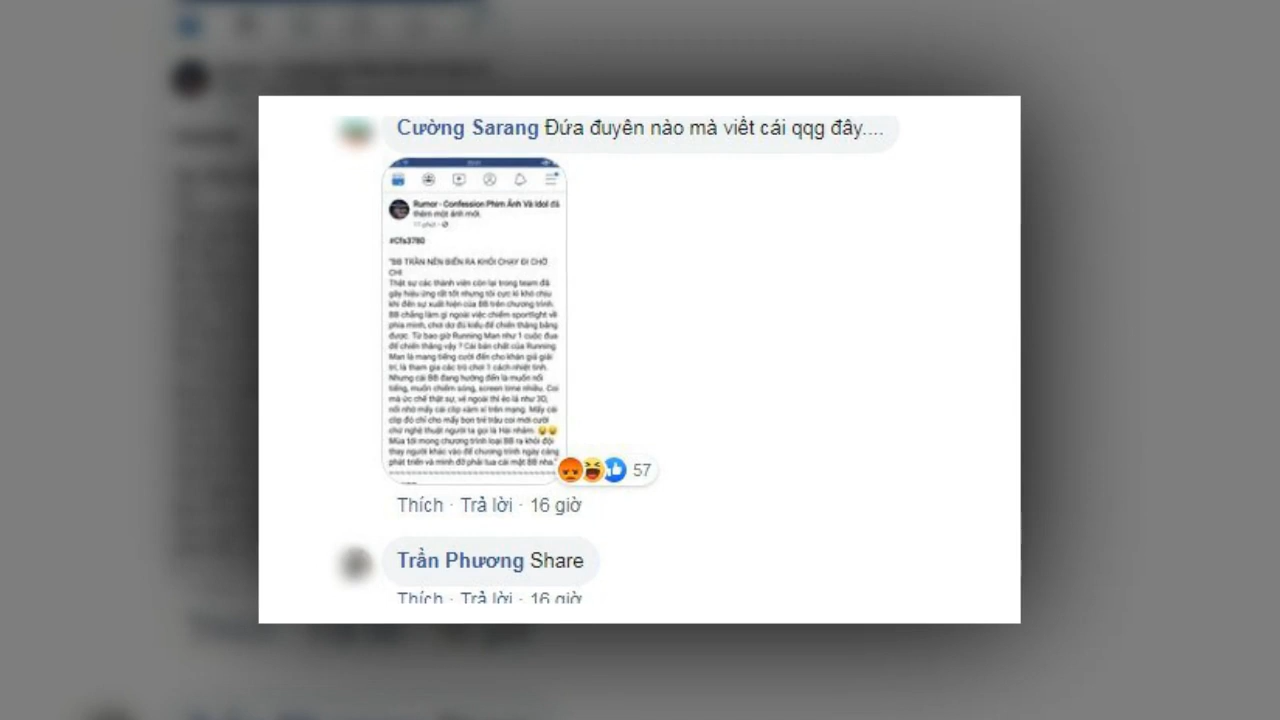 Cường Sarang Đứa đuyên nào mà viết cái qqg đây....
Rumor - Confession Phim Ảnh Và Idol đã
thêm một ảnh mới.
11 phút
#Cfs3780
"BB TRẦN NÊN BIẾN RA KHỎI CHẠY ĐI CHỜ
CHI
Thật sự các thành viên còn lại trong team đã
gây hiệu ứng rất tốt nhưng tôi cực kì khó chịu
khi đến sự xuất hiện của BB trên chương trình.
BB chẳng làm gì ngoài việc chiếm sportlight về
phía mình, chơi dơ đủ kiểu để chiến thắng bằng
được. Từ bao giờ Running Man như 1 cuộc đua
để chiến thắng vậy ? Cái bản chất của Running
Man là mang tiếng cười đến cho khán giả giải
trí, là tham gia các trò chơi 1 cách nhiệt tình.
Nhưng cái BB đang hướng đến là muốn nổi
tiếng, muốn chiếm sóng, screen time nhiều. Coi
mà ức chế thật sự, vẻ ngoài thì éo là như 3D,
nổi nhờ mấy cái clip xàm xí trên mạng. Mấy cái
clip đó chỉ cho mấy bọn trẻ trâu coi mới cười
chứ nghệ thuật người ta gọi là Hài nhảm. 😂😂
Mùa tới mong chương trình loại BB ra khỏi đội
thay người khác vào để chương trình ngày càng
phát triển và mình đỡ phải lua cái mặt BB nha."
57
Thích · Trả lời · 16 giờ
Trần Phương Share
Thích · Trả lời · 16 giờ